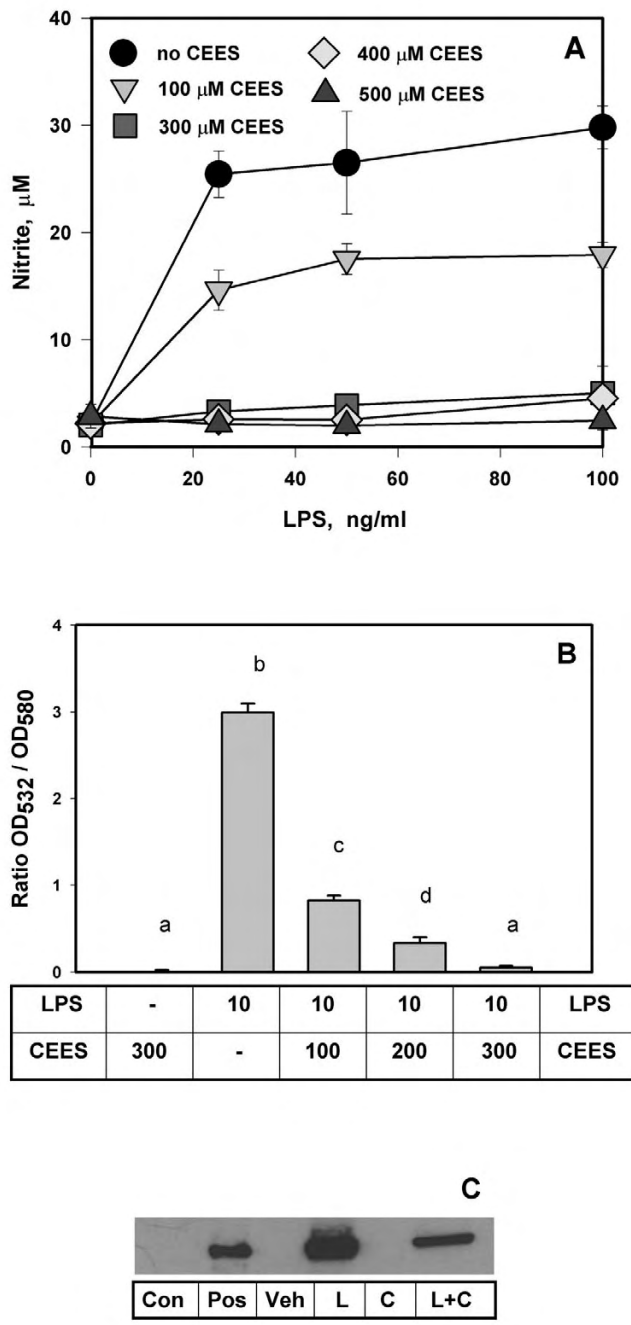 A
no CEES
400 μM CEES
100 μM CEES
500 μM CEES
300 μM CEES
40
30
20
10
0
Nitrite, μM
0 20 40 60 80 100
LPS, ng/ml
B
4
3
2
1
0
Ratio OD532 / OD580
a b c d a
LPS - 10 10 10 10 LPS
CEES 300 - 100 200 300 CEES
C
Con Pos Veh L C L+C